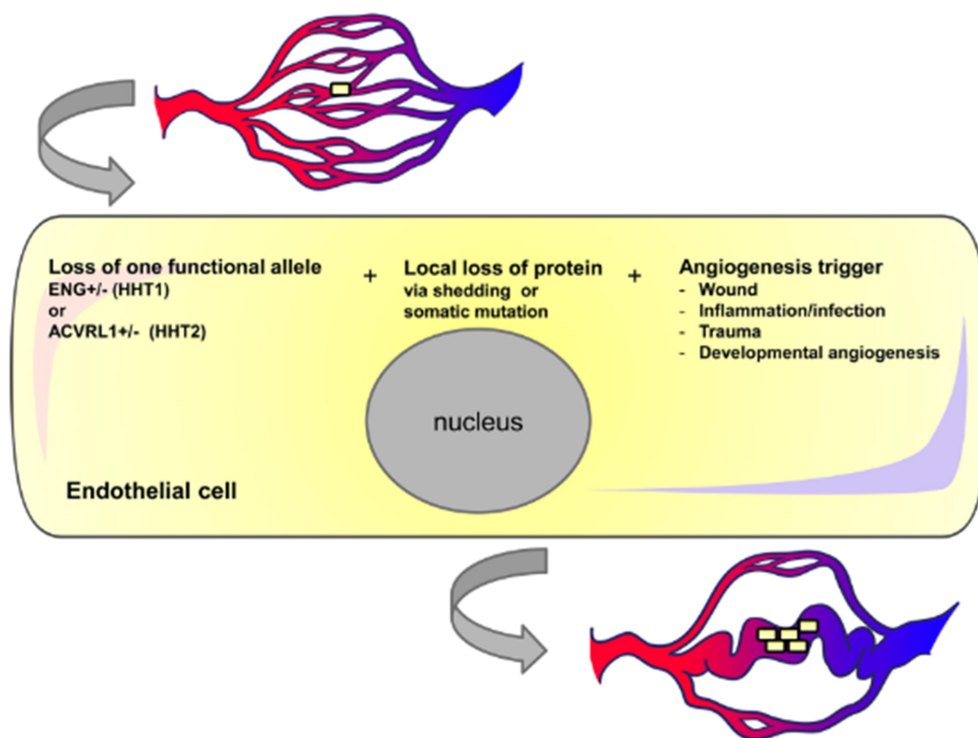 Loss of one functional allele
ENG+/- (HHT1)
or
ACVRL1+/-  (HHT2)
+
Local loss of protein
via shedding  or
somatic mutation
+
Angiogenesis trigger
- Wound
- Inflammation/infection
- Trauma
- Developmental angiogenesis
nucleus
Endothelial cell